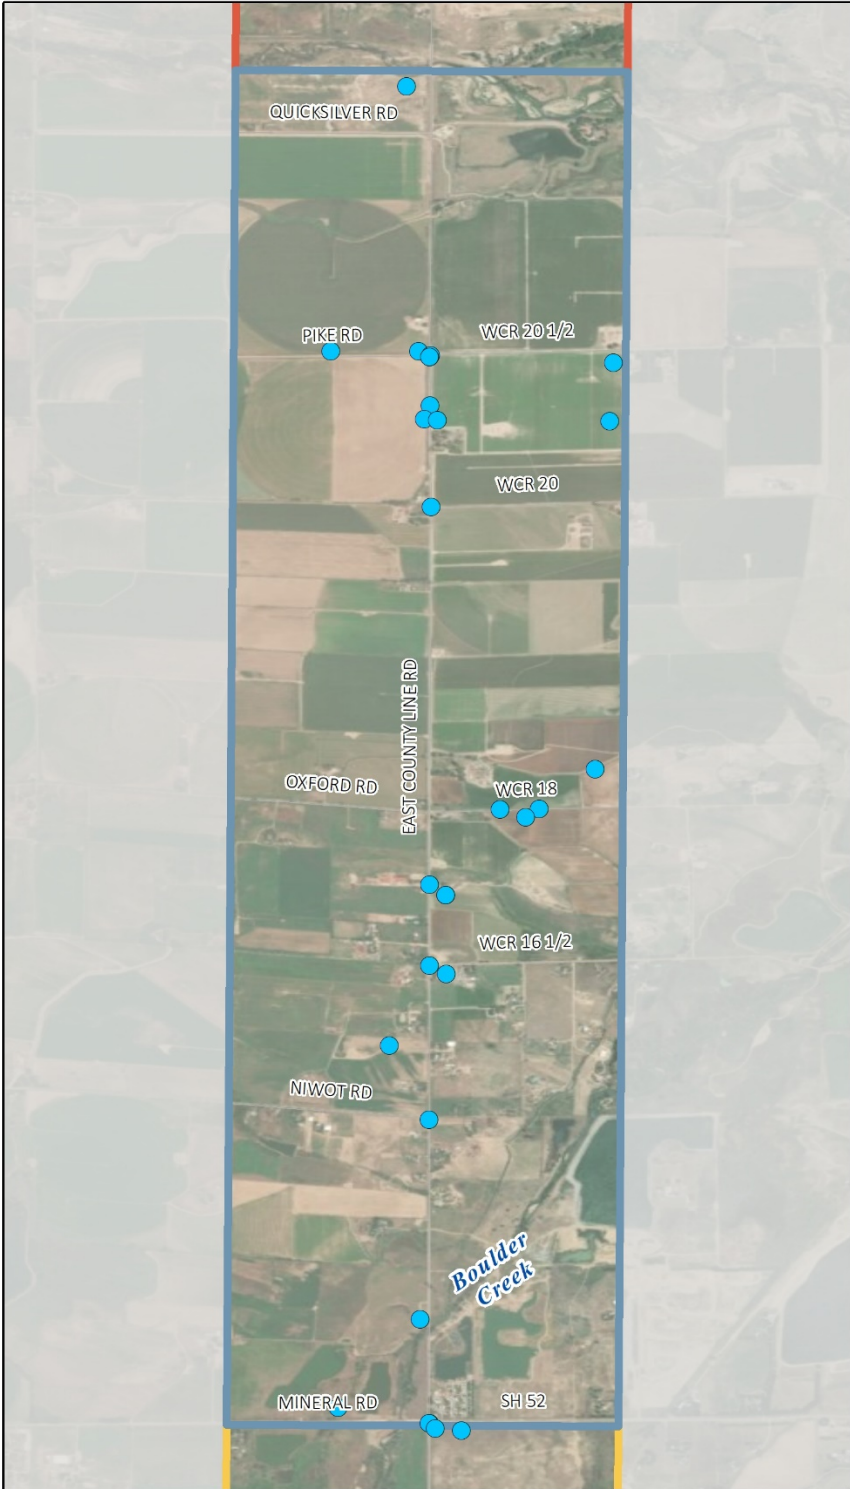 QUICKSILVER RD
PIKE RD
WCR 20 1/2
WCR 20
EAST COUNTY LINE RD
OXFORD RD
WCR 18
WCR 16 1/2
NIWOT RD
Boulder
Creek
MINERAL RD
SH 52